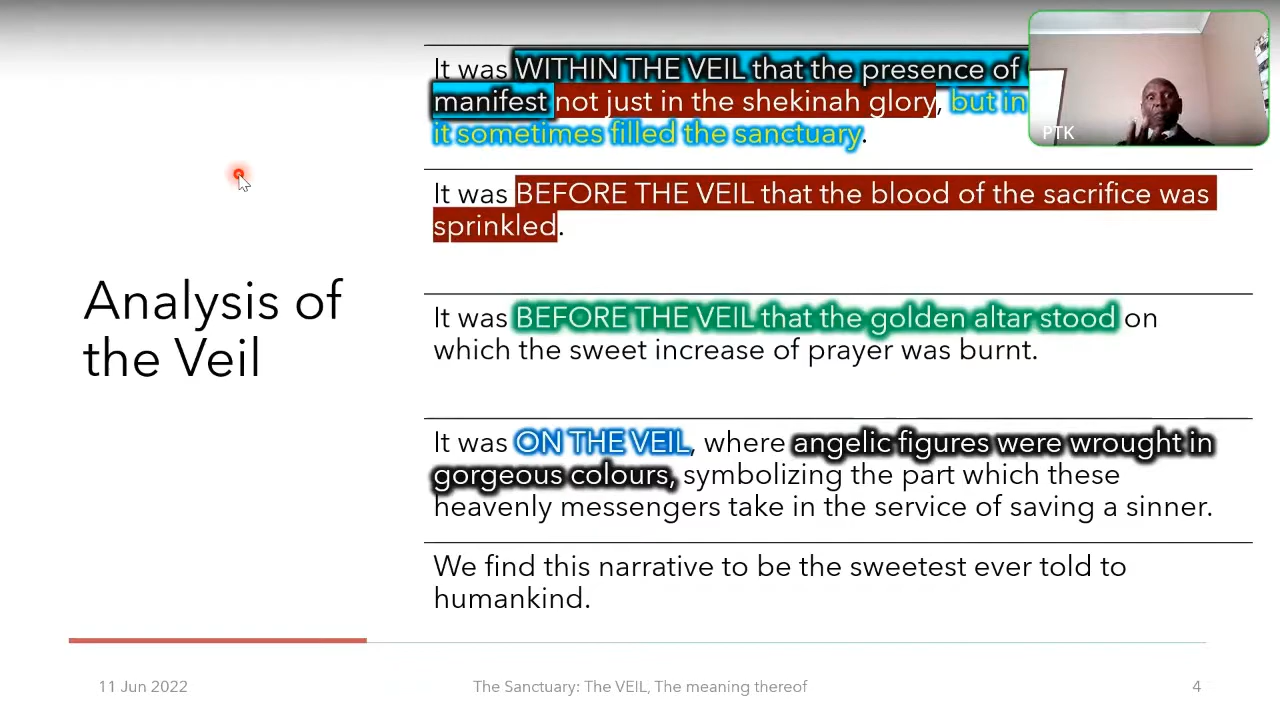 It was WITHIN THE VEIL that the presence of
manifest not just in the shekinah glory, but in
it sometimes filled the sanctuary.
PTK
It was BEFORE THE VEIL that the blood of the sacrifice was
sprinkled.
Analysis of
the Veil
It was BEFORE THE VEIL that the golden altar stood on
which the sweet increase of prayer was burnt.
It was ON THE VEIL, where angelic figures were wrought in
gorgeous colours, symbolizing the part which these
heavenly messengers take in the service of saving a sinner.
We find this narrative to be the sweetest ever told to
humankind.
11 Jun 2022
The Sanctuary: The VEIL, The meaning thereof
4